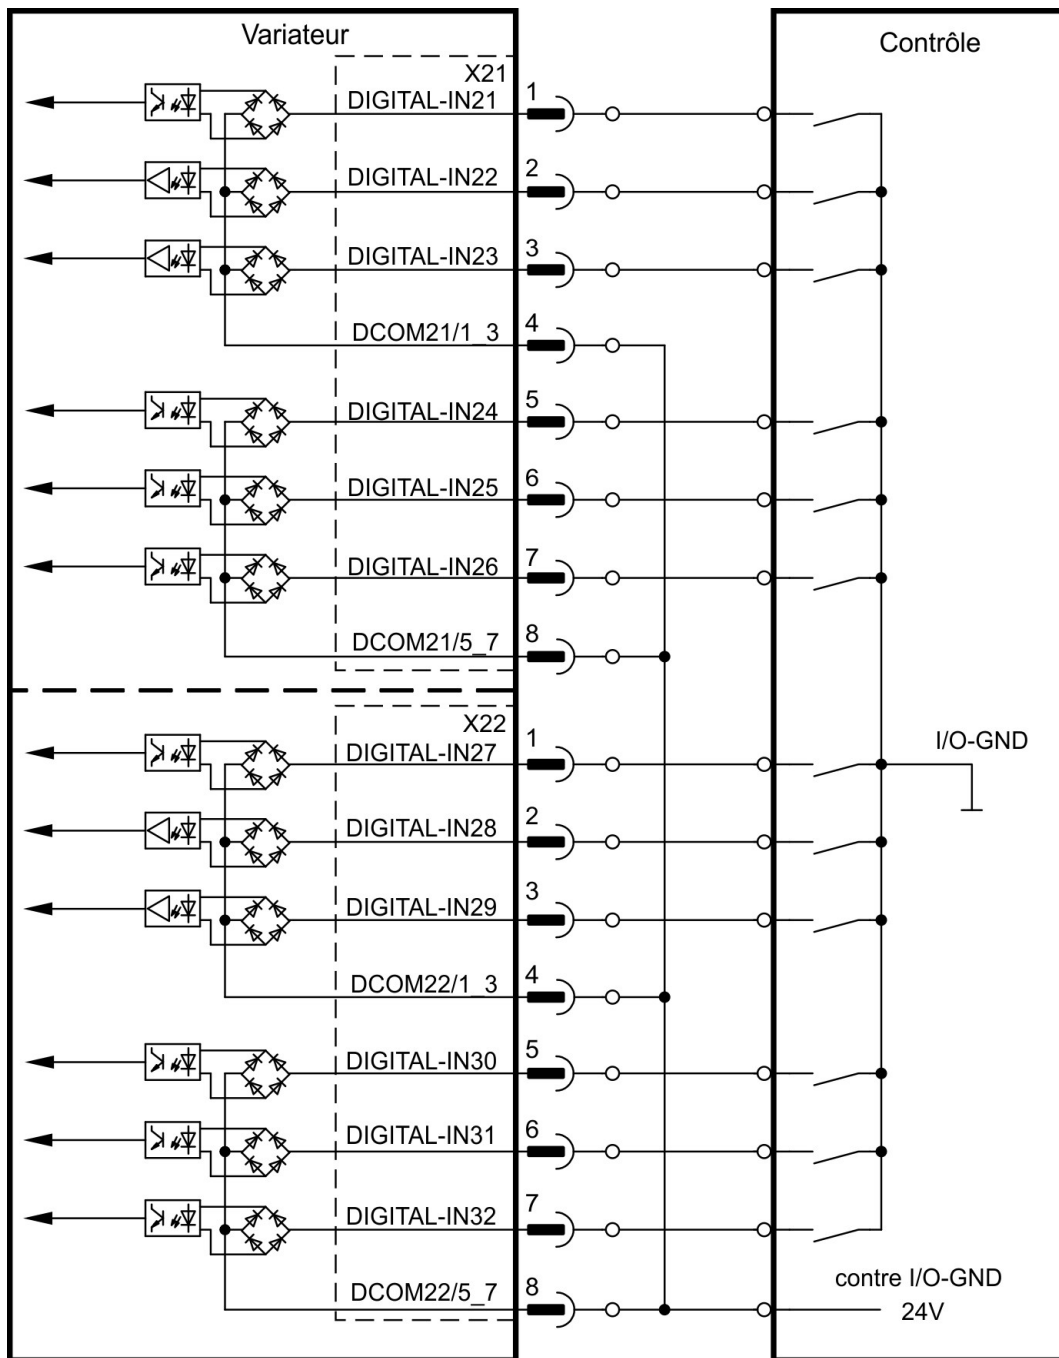 Variateur
Contrôle
X21
DIGITAL-IN21 1
DIGITAL-IN22 2
DIGITAL-IN23 3
DCOM21/1_3 4
DIGITAL-IN24 5
DIGITAL-IN25 6
DIGITAL-IN26 7
DCOM21/5_7 8
X22
DIGITAL-IN27 1
I/O-GND
DIGITAL-IN28 2
DIGITAL-IN29 3
DCOM22/1_3 4
DIGITAL-IN30 5
DIGITAL-IN31 6
DIGITAL-IN32 7
DCOM22/5_7 8
contre I/O-GND
24V